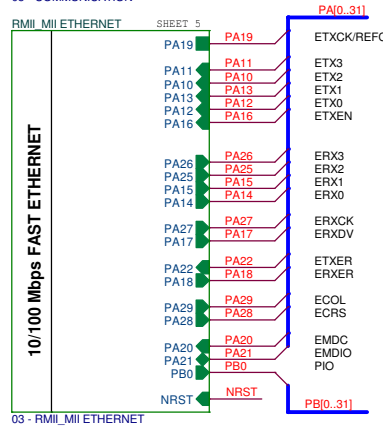 PA[0..31]
RMII_MII ETHERNET SHEET 5
PA19 PA19 ETXCK/REFC
PA11 PA11 ETX3
PA10 PA10 ETX2
PA13 PA13 ETX1
PA12 PA12 ETX0
PA16 PA16 ETXEN
PA26 PA26 ERX3
PA25 PA25 ERX2
PA15 PA15 ERX1
PA14 PA14 ERX0
PA27 PA27 ERXCK
PA17 PA17 ERXDV
PA22 PA22 ETXER
PA18 PA18 ERXER
PA29 PA29 ECOL
PA28 PA28 ECRS
PA20 PA20 EMDC
PA21 PA21 EMDIO
PB0 PB0 PIO
NRST NRST
10/100 Mbps FAST ETHERNET
PB[0..31]
03 - RMII_MII ETHERNET